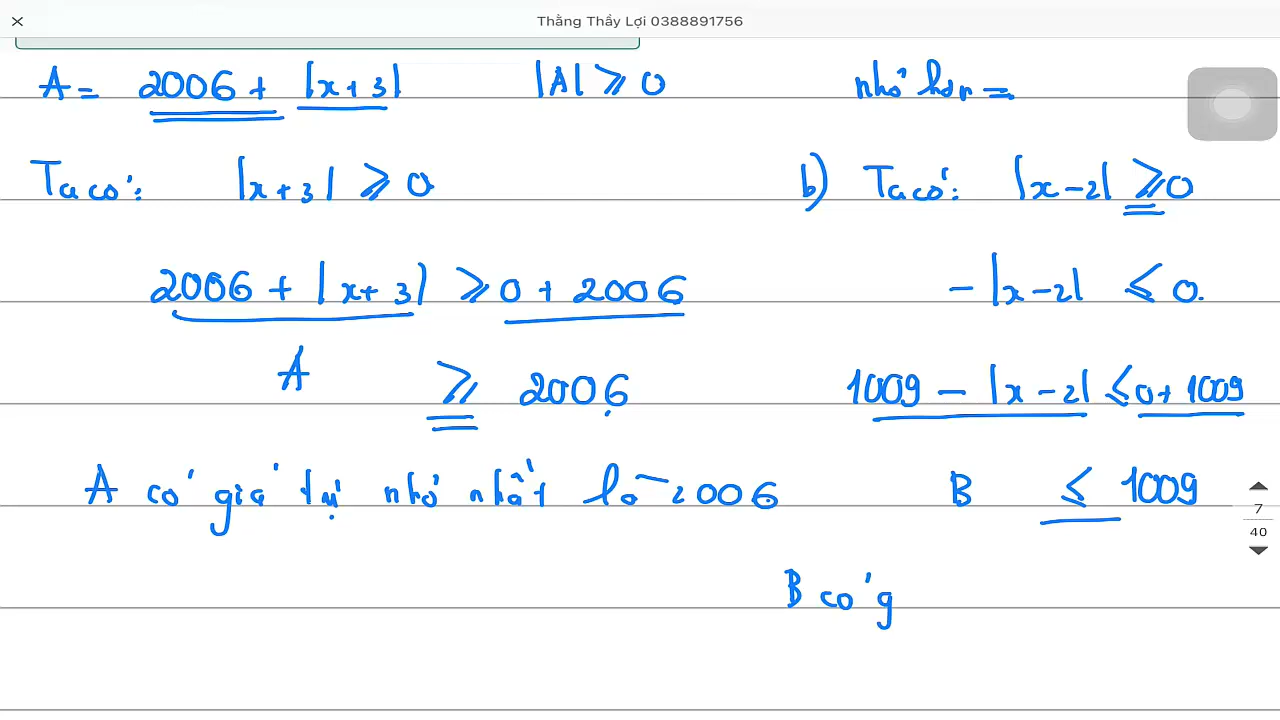 Thằng Thầy Lợi 0388891756
A = 2006 + |x+3|
|A| ≥ 0
nhỏ hơn =
Ta có: |x+3| ≥ 0
2006 + |x+3| ≥ 0 + 2006
A ≥ 2006
A có giá trị nhỏ nhất là 2006
b) Ta có: |x-2| ≥ 0
- |x-2| ≤ 0.
1009 - |x-2| ≤ 0+1009
B ≤ 1009
B có g
7
40